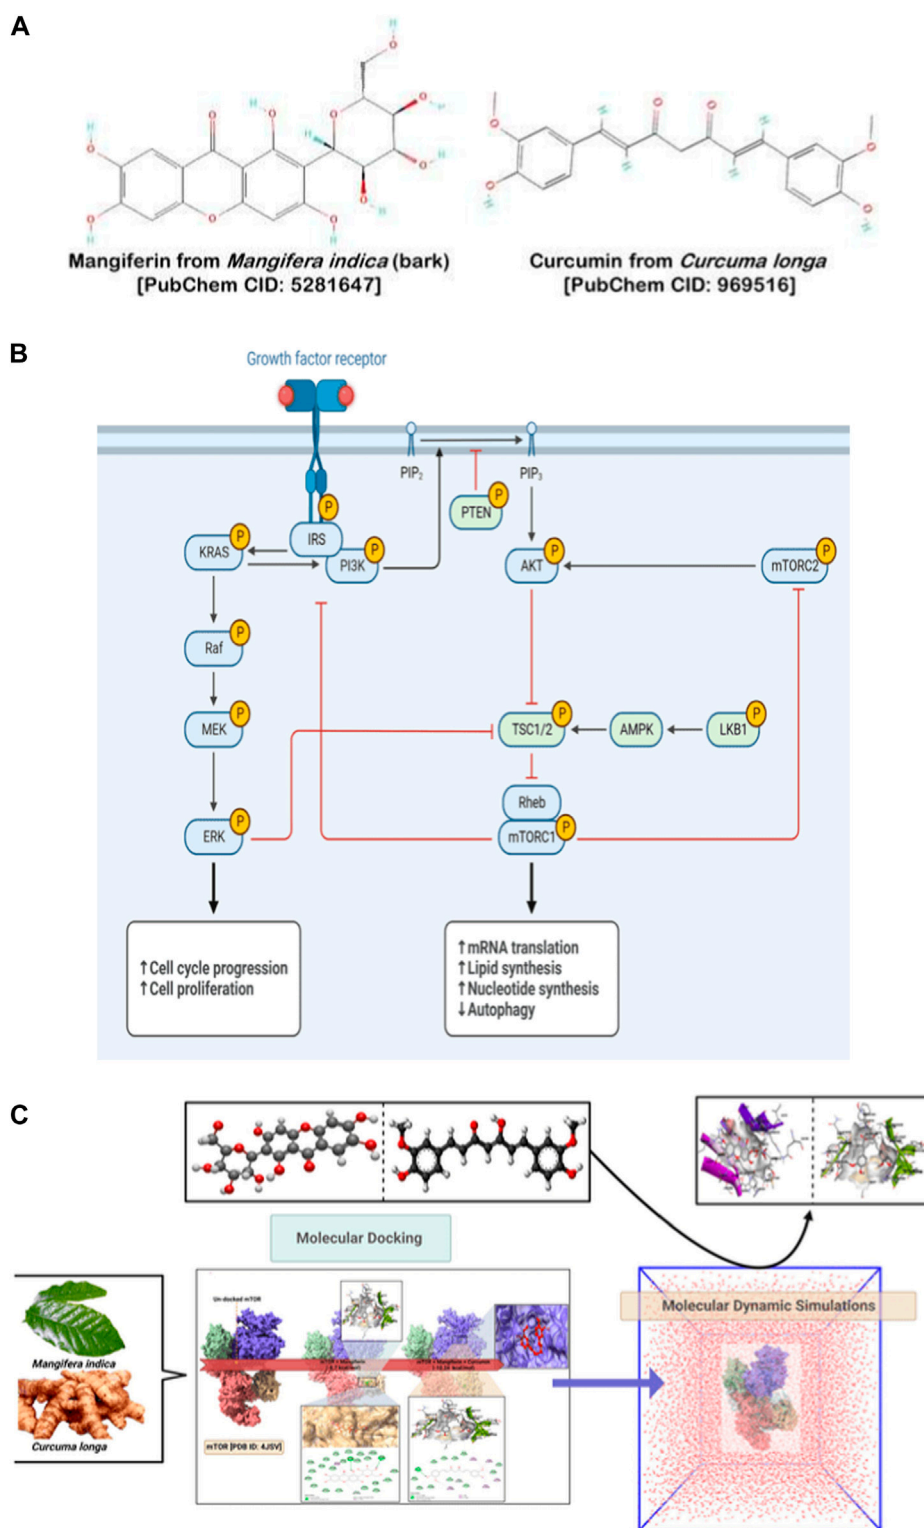 A
H
H
O
O
H
O
O
H
H
O
H
O
O
H
O
H
H
O
H
O
O
H
O
H
O
O
O
H
H
O
O
H
H
O
H
O
H
Mangiferin from Mangifera indica (bark)
[PubChem CID: 5281647]
Curcumin from Curcuma longa
[PubChem CID: 969516]
B
Growth factor receptor
PIP₂
PIP₃
P
PTEN
P
IRS
P
KRAS
P
PI3K
P
AKT
P
mTORC2
P
Raf
P
MEK
P
TSC1/2
AMPK
P
LKB1
Rheb
P
ERK
P
mTORC1
↑Cell cycle progression
↑Cell proliferation
↑mRNA translation
↑Lipid synthesis
↑Nucleotide synthesis
↓Autophagy
C
Molecular Docking
Un-docked mTOR
Molecular Dynamic Simulations
Mangifera indica
Curcuma longa
mTOR [PDB ID: 4JSV]